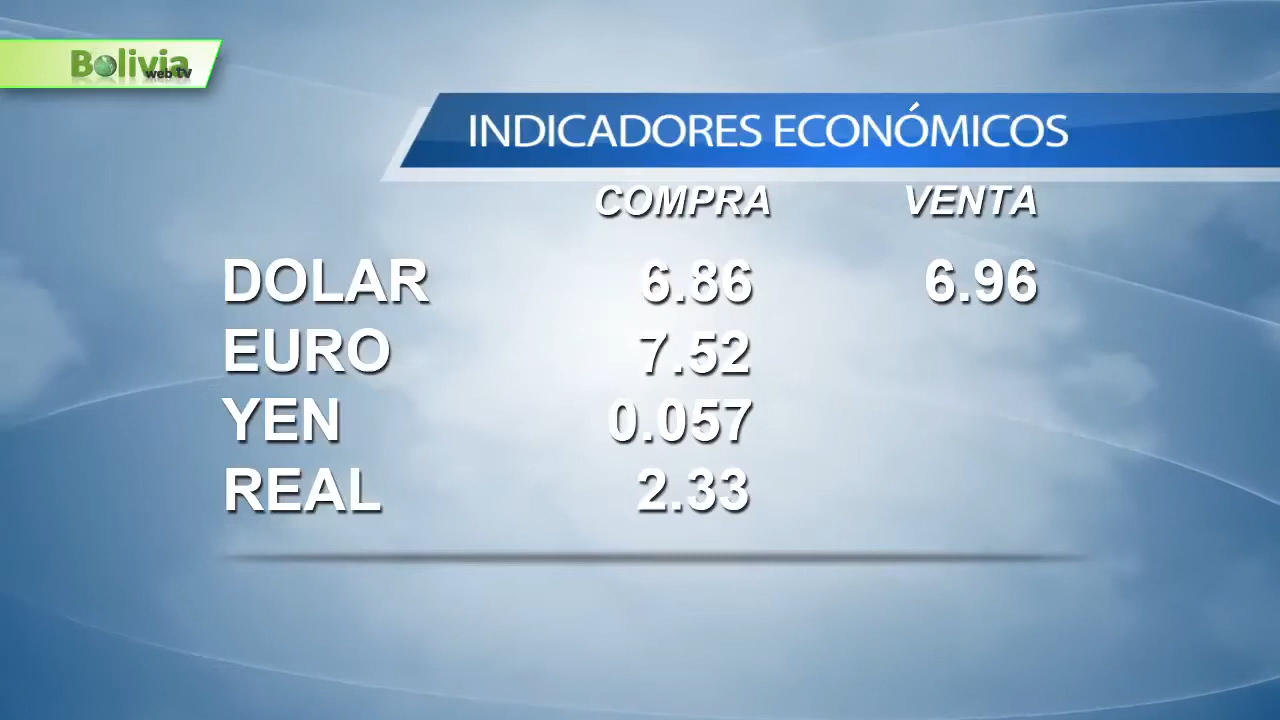 Bolivia
web tv
INDICADORES ECONÓMICOS
COMPRA VENTA
DOLAR 6.86 6.96
EURO 7.52
YEN 0.057
REAL 2.33